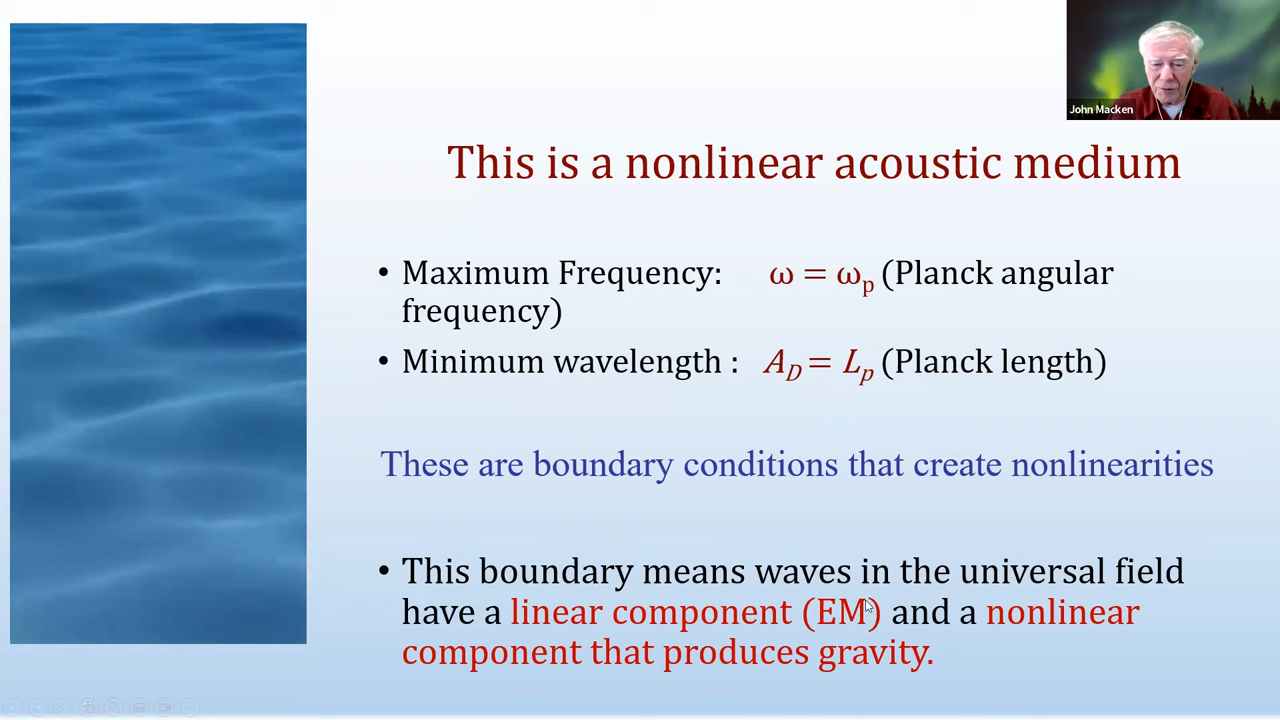 John Macken
This is a nonlinear acoustic medium
• Maximum Frequency: ω = ωp (Planck angular
frequency)
• Minimum wavelength : AD = Lp (Planck length)
These are boundary conditions that create nonlinearities
• This boundary means waves in the universal field
have a linear component (EM) and a nonlinear
component that produces gravity.